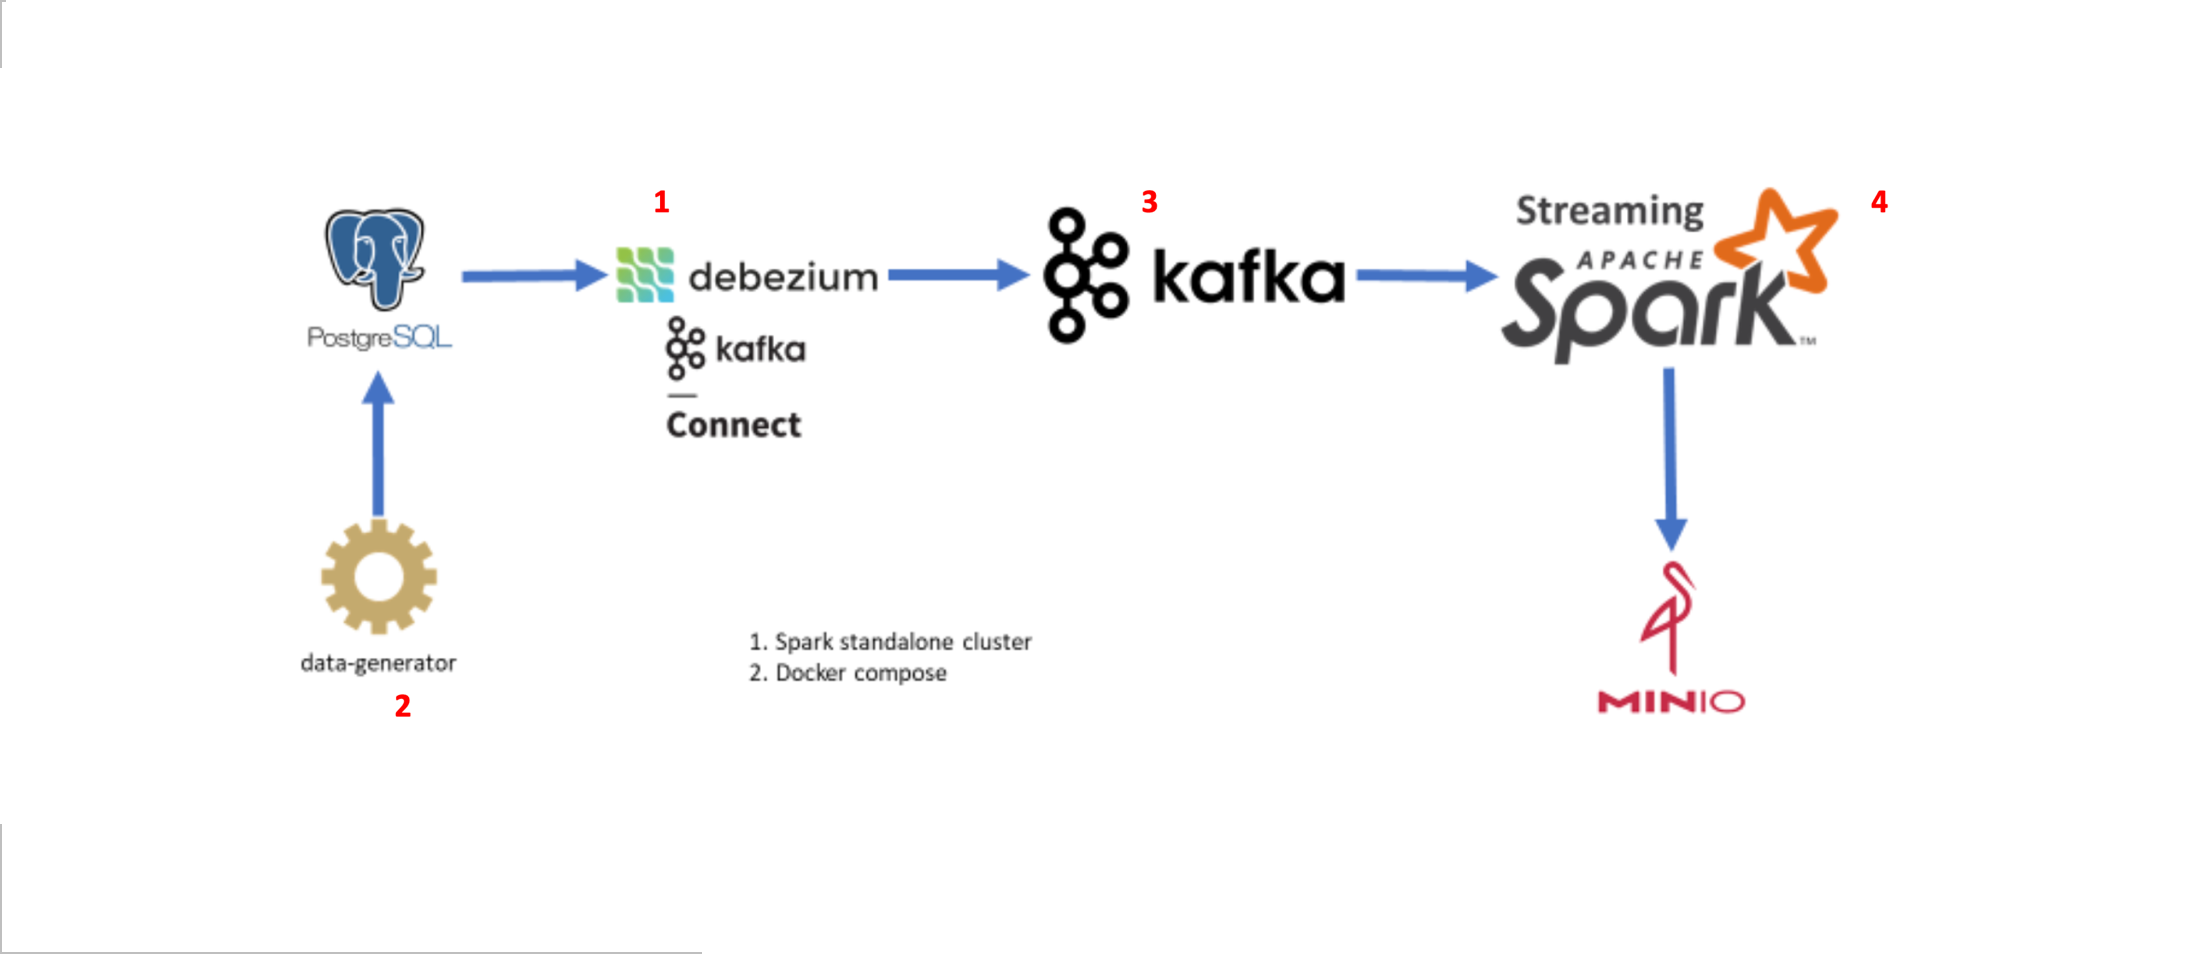 1
3
4
Streaming
APACHE
Spark™
debezium
kafka
PostgreSQL
kafka
Connect
1. Spark standalone cluster
2. Docker compose
data-generator
2
MINIO